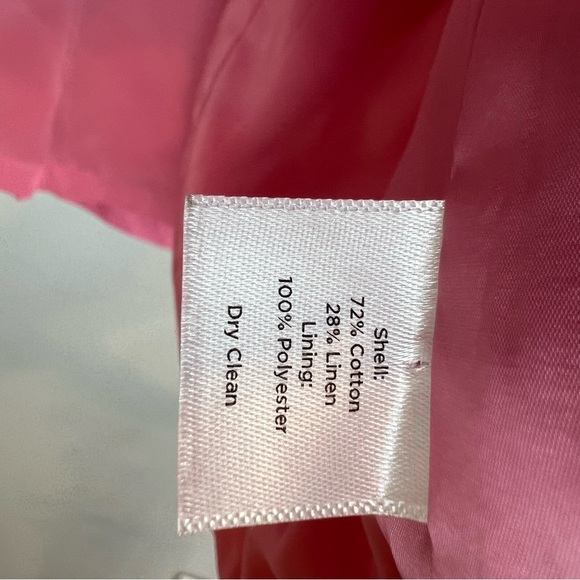 Shell:
72% Cotton
28% Linen
Lining:
100% Polyester
Dry Clean